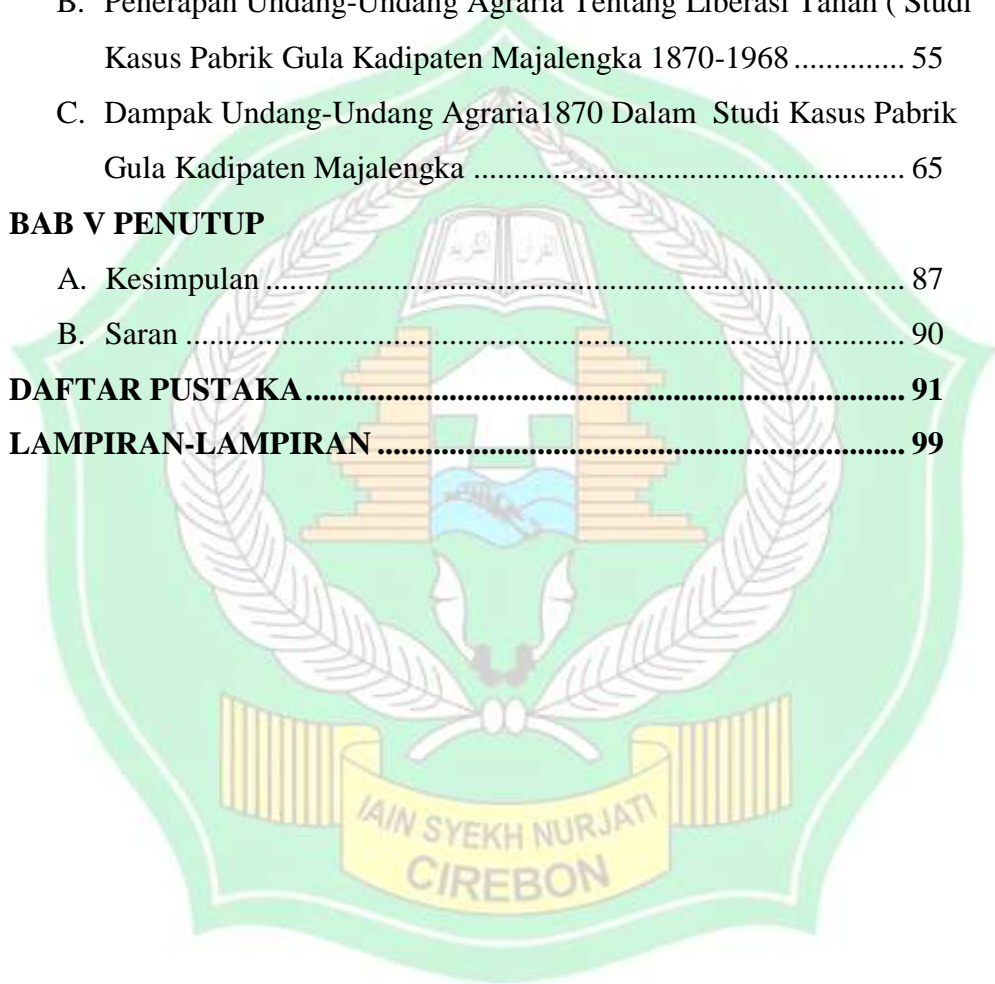 B. Penerapan Undang-Undang Agraria Tentang Liberasi Tanah ( Studi
Kasus Pabrik Gula Kadipaten Majalengka 1870-1968 .............. 55
C. Dampak Undang-Undang Agraria1870 Dalam Studi Kasus Pabrik
Gula Kadipaten Majalengka ................................................ 65
BAB V PENUTUP
A. Kesimpulan ....................................................................... 87
B. Saran ................................................................................ 90
DAFTAR PUSTAKA................................................................... 91
LAMPIRAN-LAMPIRAN ........................................................... 99
القرآن الكريم
IAIN SYEKH NURJATI
CIREBON